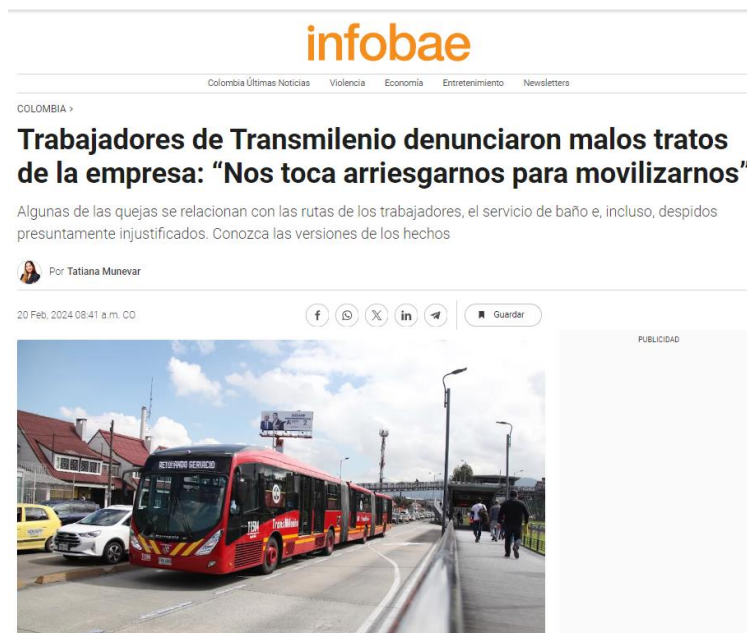 infobae
Colombia Últimas Noticias Violencia Economía Entretenimiento Newsletters
COLOMBIA >
Trabajadores de Transmilenio denunciaron malos tratos
de la empresa: “Nos toca arriesgarnos para movilizarnos”
Algunas de las quejas se relacionan con las rutas de los trabajadores, el servicio de baño e, incluso, despidos
presuntamente injustificados. Conozca las versiones de los hechos
Por Tatiana Munevar
20 Feb, 2024 08:41 a.m. CO
Guardar
PUBLICIDAD
RETOMANDO SERVICIO
TransMilenio